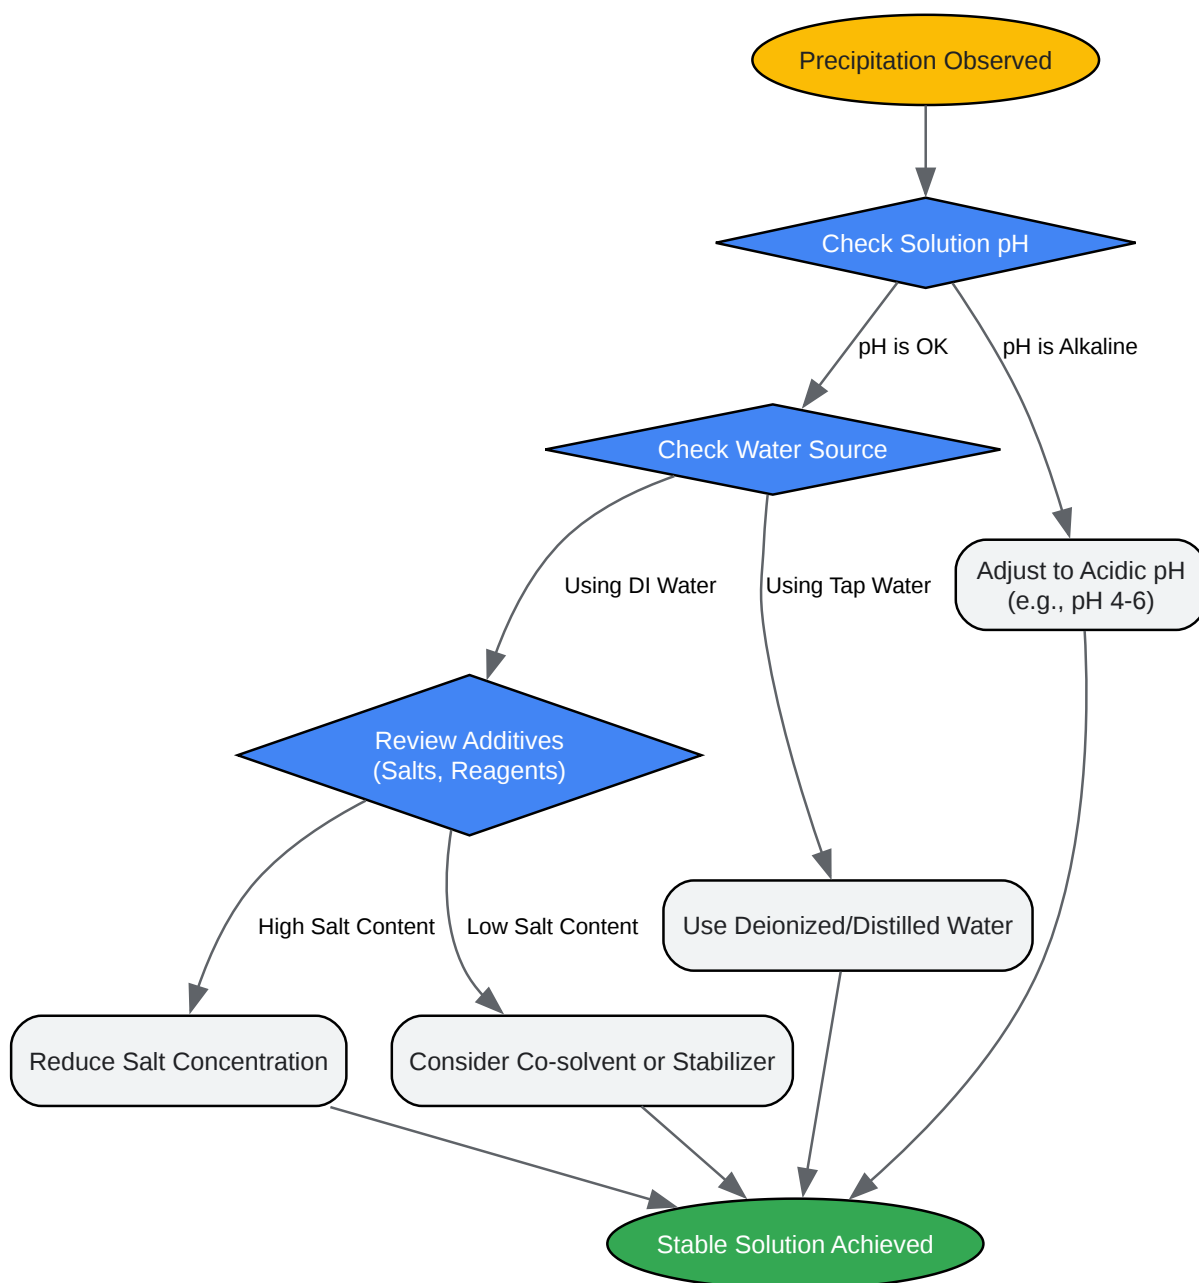 Precipitation Observed
Check Solution pH
pH is OK
pH is Alkaline
Check Water Source
Adjust to Acidic pH
(e.g., pH 4-6)
Using DI Water
Using Tap Water
Review Additives
(Salts, Reagents)
High Salt Content
Low Salt Content
Use Deionized/Distilled Water
Reduce Salt Concentration
Consider Co-solvent or Stabilizer
Stable Solution Achieved